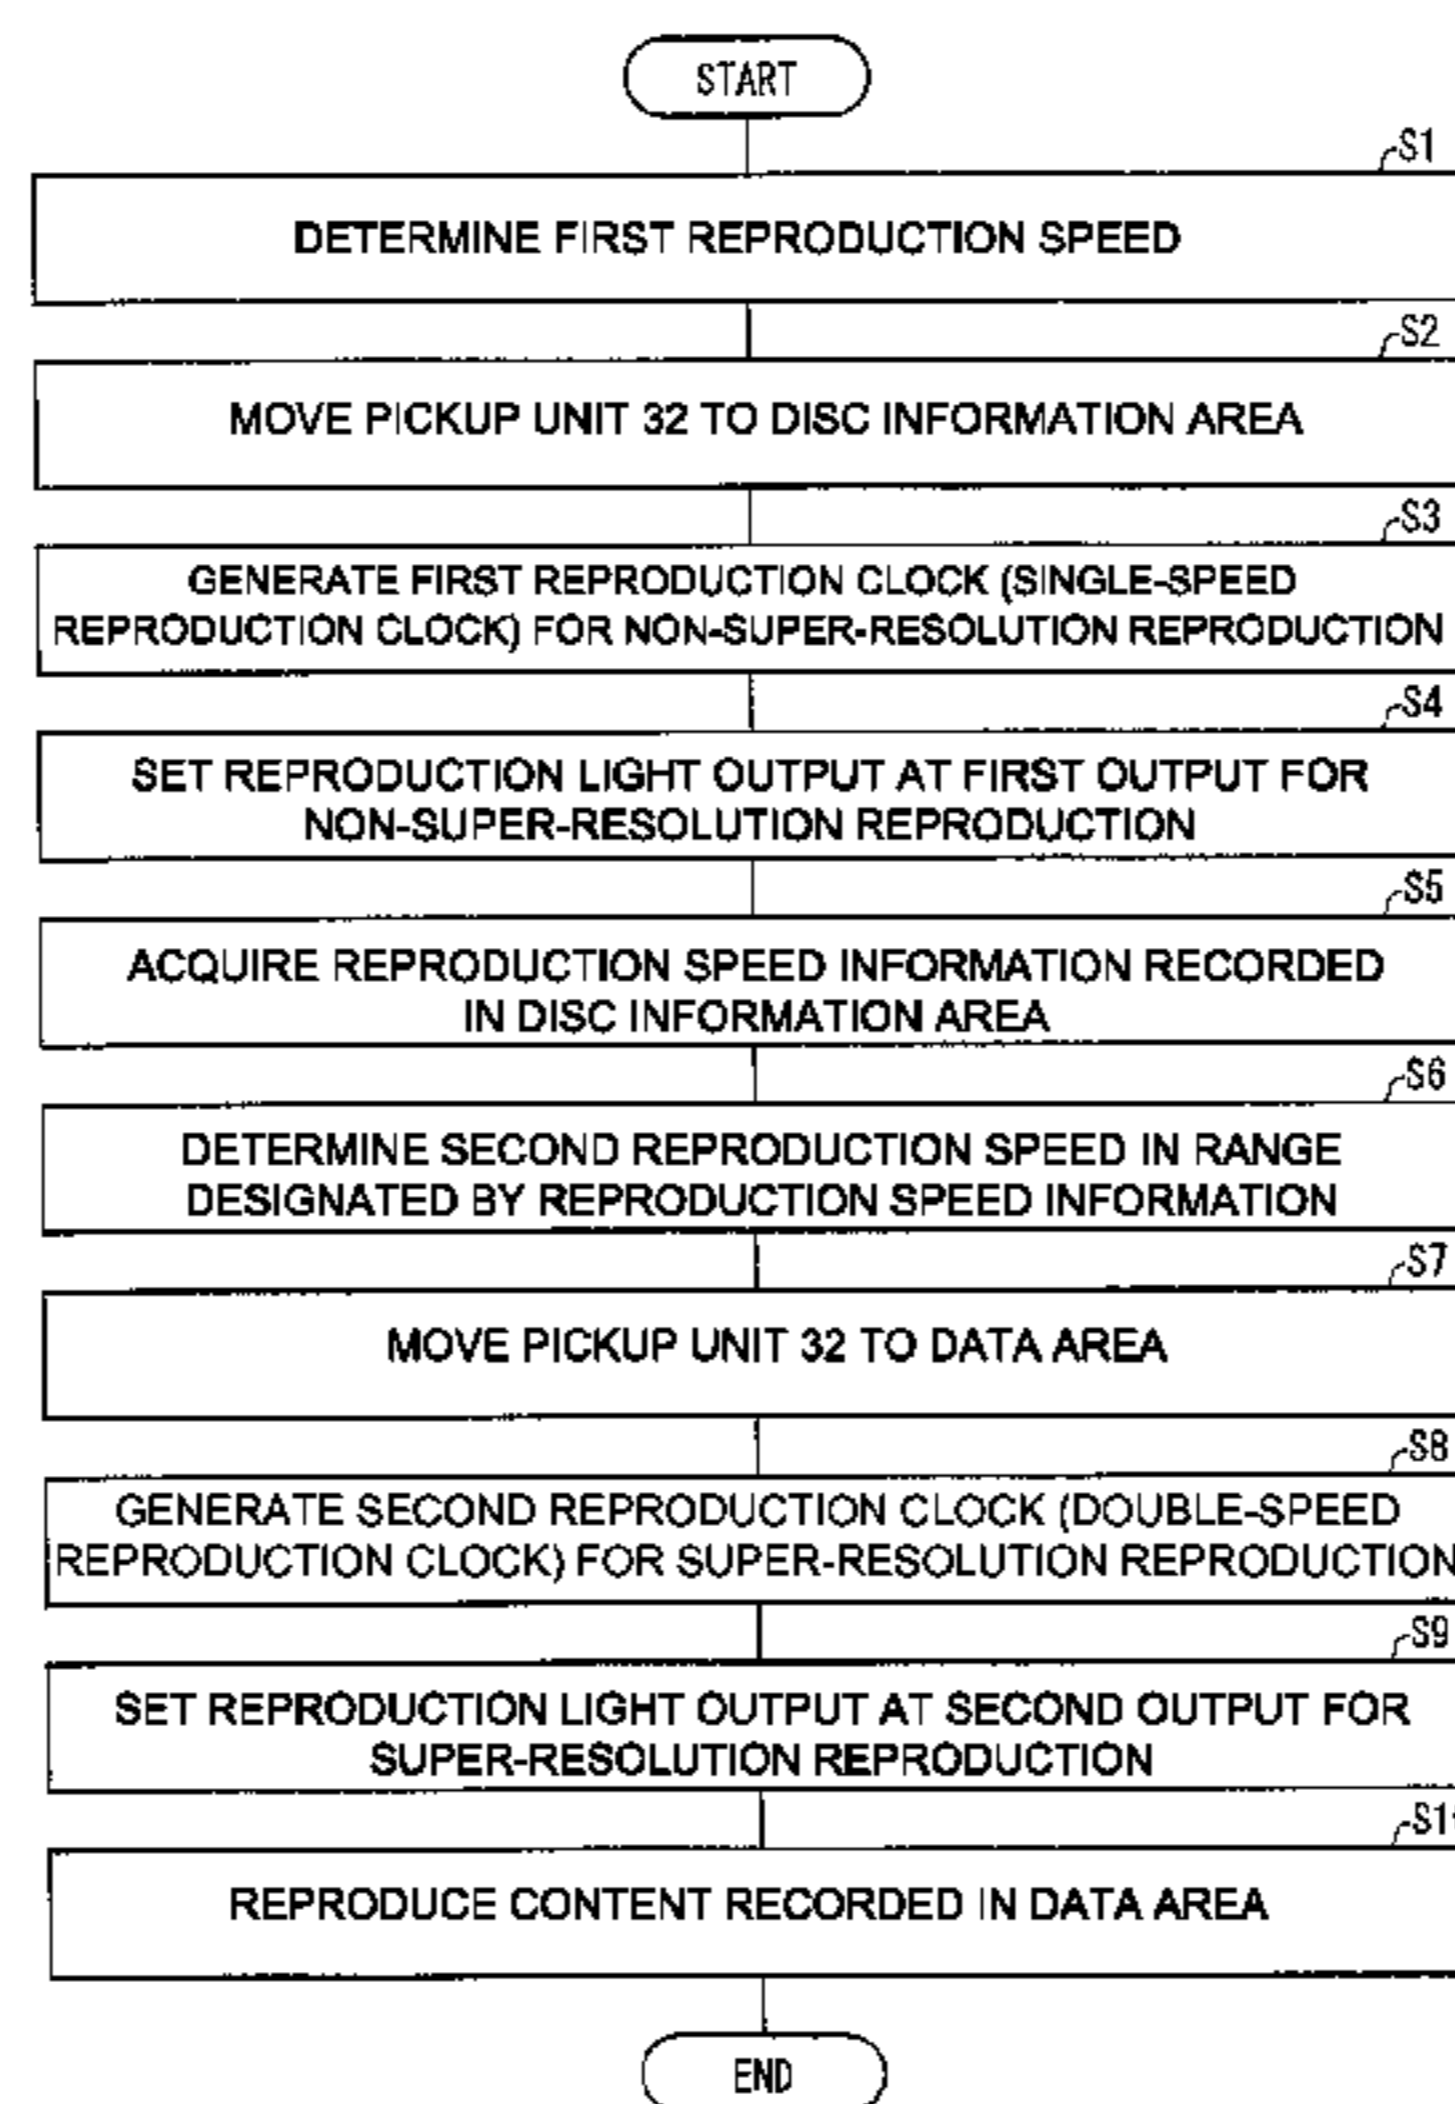 START
S1
DETERMINE FIRST REPRODUCTION SPEED
S2
MOVE PICKUP UNIT 32 TO DISC INFORMATION AREA
S3
GENERATE FIRST REPRODUCTION CLOCK (SINGLE-SPEED
REPRODUCTION CLOCK) FOR NON-SUPER-RESOLUTION REPRODUCTION
S4
SET REPRODUCTION LIGHT OUTPUT AT FIRST OUTPUT FOR
NON-SUPER-RESOLUTION REPRODUCTION
S5
ACQUIRE REPRODUCTION SPEED INFORMATION RECORDED
IN DISC INFORMATION AREA
S6
DETERMINE SECOND REPRODUCTION SPEED IN RANGE
DESIGNATED BY REPRODUCTION SPEED INFORMATION
S7
MOVE PICKUP UNIT 32 TO DATA AREA
S8
GENERATE SECOND REPRODUCTION CLOCK (DOUBLE-SPEED
REPRODUCTION CLOCK) FOR SUPER-RESOLUTION REPRODUCTION
S9
SET REPRODUCTION LIGHT OUTPUT AT SECOND OUTPUT FOR
SUPER-RESOLUTION REPRODUCTION
REPRODUCE CONTENT RECORDED IN DATA AREA
END